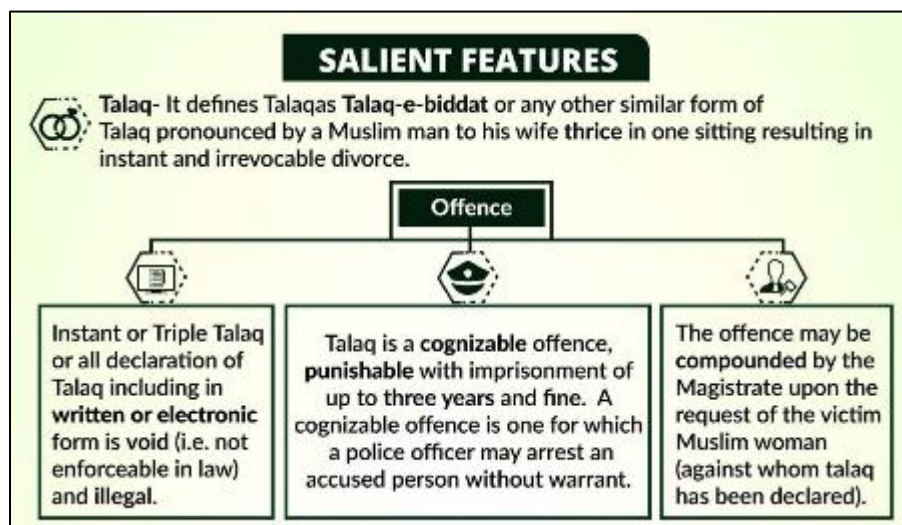 SALIENT FEATURES
Talaq- It defines Talaqas Talaq-e-biddat or any other similar form of
Talaq pronounced by a Muslim man to his wife thrice in one sitting resulting in
instant and irrevocable divorce.
Offence
Instant or Triple Talaq
or all declaration of
Talaq including in
written or electronic
form is void (i.e. not
enforceable in law)
and illegal.
Talaq is a cognizable offence,
punishable with imprisonment of
up to three years and fine. A
cognizable offence is one for which
a police officer may arrest an
accused person without warrant.
The offence may be
compounded by the
Magistrate upon the
request of the victim
Muslim woman
(against whom talaq
has been declared).